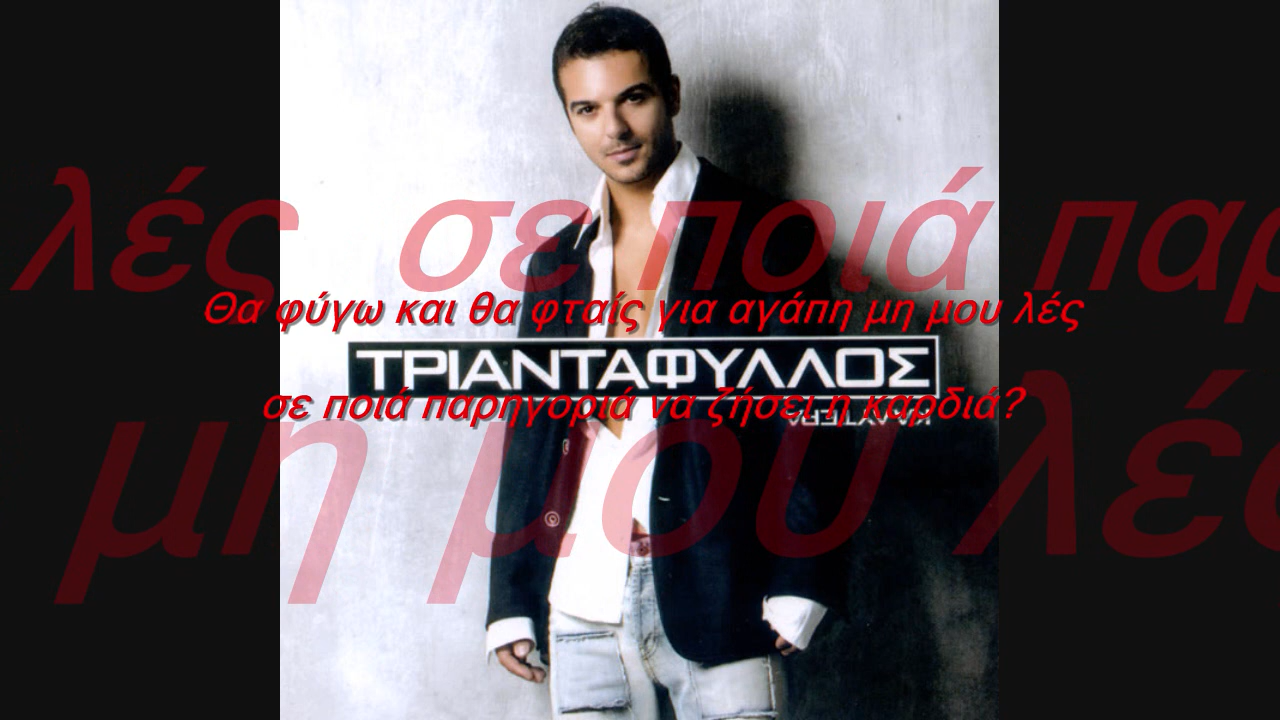 λές σε ποιά παρ
Θα φύγω και θα φταίς για αγάπη μη μου λές
ΤΡΙΑΝΤΑΦΥΛΛΟΣ
σε ποιά παρηγοριά να ζήσει η καρδιά?
μη μου λές